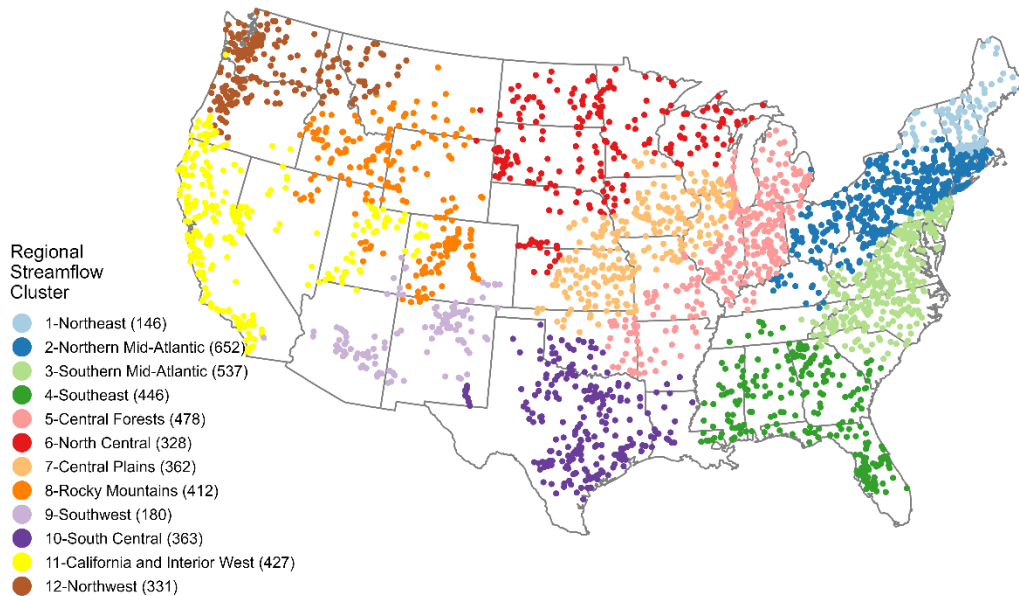 Regional
Streamflow
Cluster
1-Northeast (146)
2-Northern Mid-Atlantic (652)
3-Southern Mid-Atlantic (537)
4-Southeast (446)
5-Central Forests (478)
6-North Central (328)
7-Central Plains (362)
8-Rocky Mountains (412)
9-Southwest (180)
10-South Central (363)
11-California and Interior West (427)
12-Northwest (331)